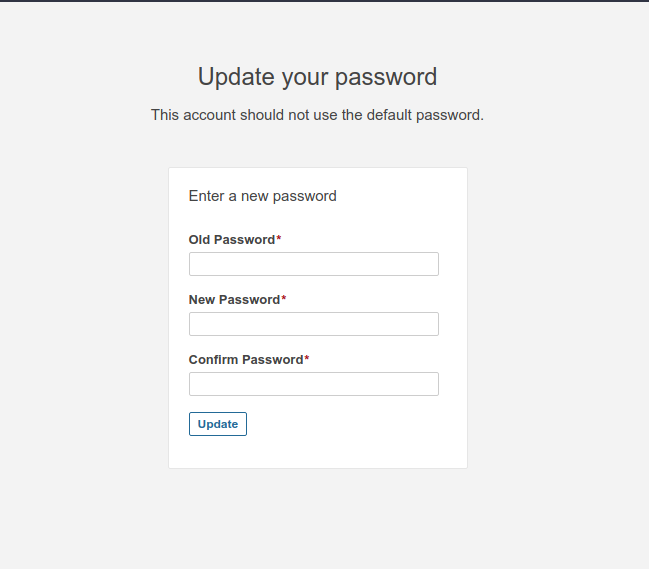 Update your password
This account should not use the default password.
Enter a new password
Old Password*
New Password*
Confirm Password*
Update